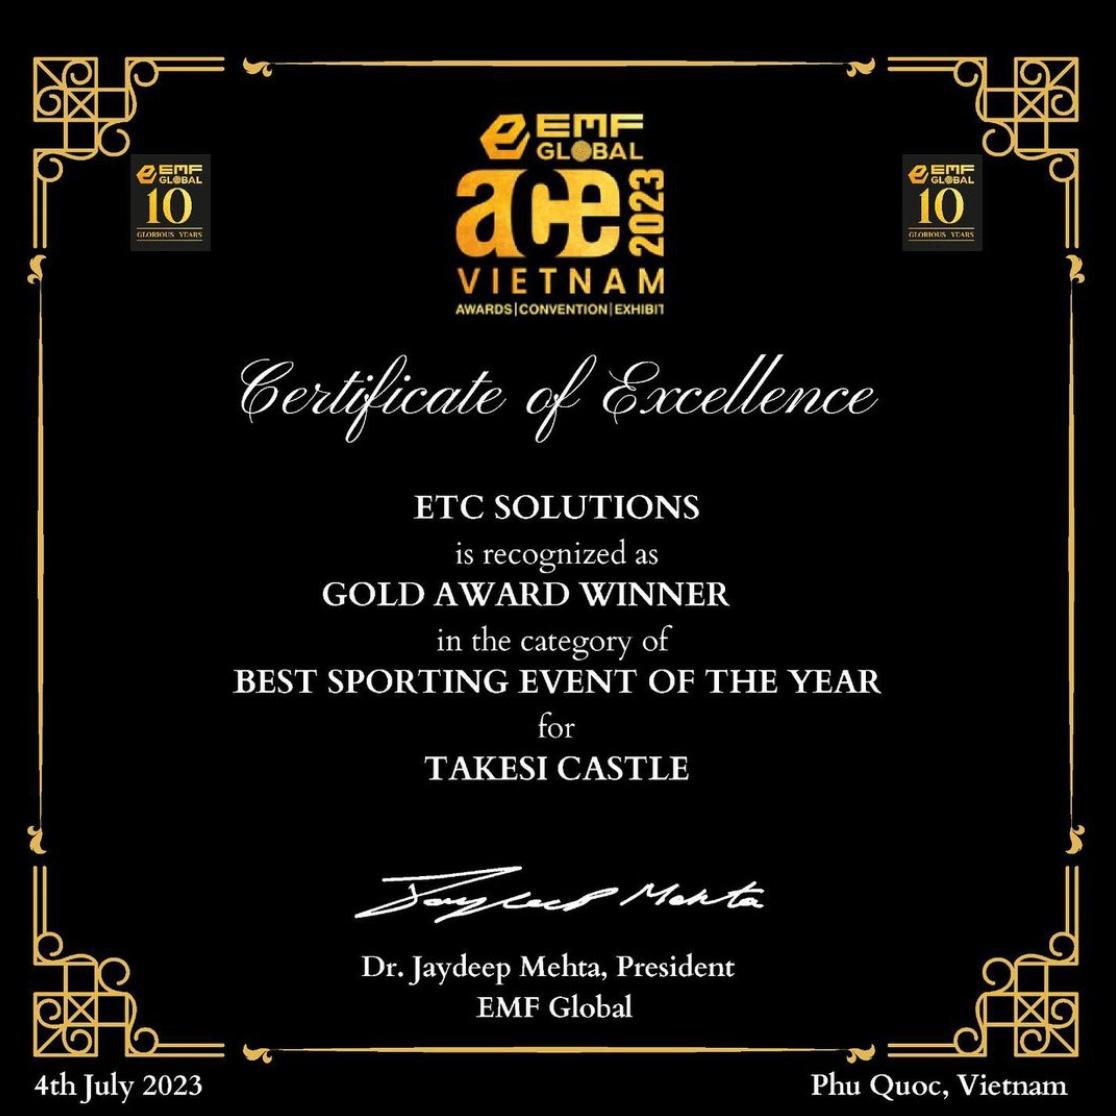 EMF
GLOBAL
ace
2023
VIETNAM
AWARDS|CONVENTION|EXHIBIT
EMF
GLOBAL
10
GLORIOUS YEARS
EMF
GLOBAL
10
GLORIOUS YEARS
Certificate of Excellence
ETC SOLUTIONS
is recognized as
GOLD AWARD WINNER
in the category of
BEST SPORTING EVENT OF THE YEAR
for
TAKESI CASTLE
Jaydeep Mehta
Dr. Jaydeep Mehta, President
EMF Global
4th July 2023
Phu Quoc, Vietnam